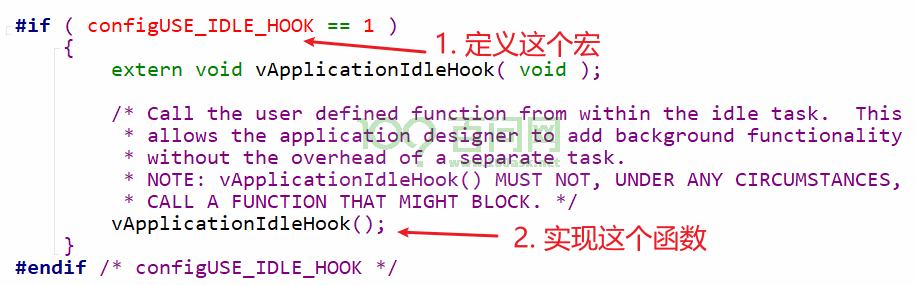 #if ( configUSE_IDLE_HOOK == 1 )
1. 定义这个宏
{
extern void vApplicationIdleHook( void );
/* Call the user defined function from within the idle task. This
* allows the application designer to add background functionality
* without the overhead of a separate task.
* NOTE: vApplicationIdleHook() MUST NOT, UNDER ANY CIRCUMSTANCES,
* CALL A FUNCTION THAT MIGHT BLOCK. */
vApplicationIdleHook();
2. 实现这个函数
}
#endif /* configUSE_IDLE_HOOK */
百问网